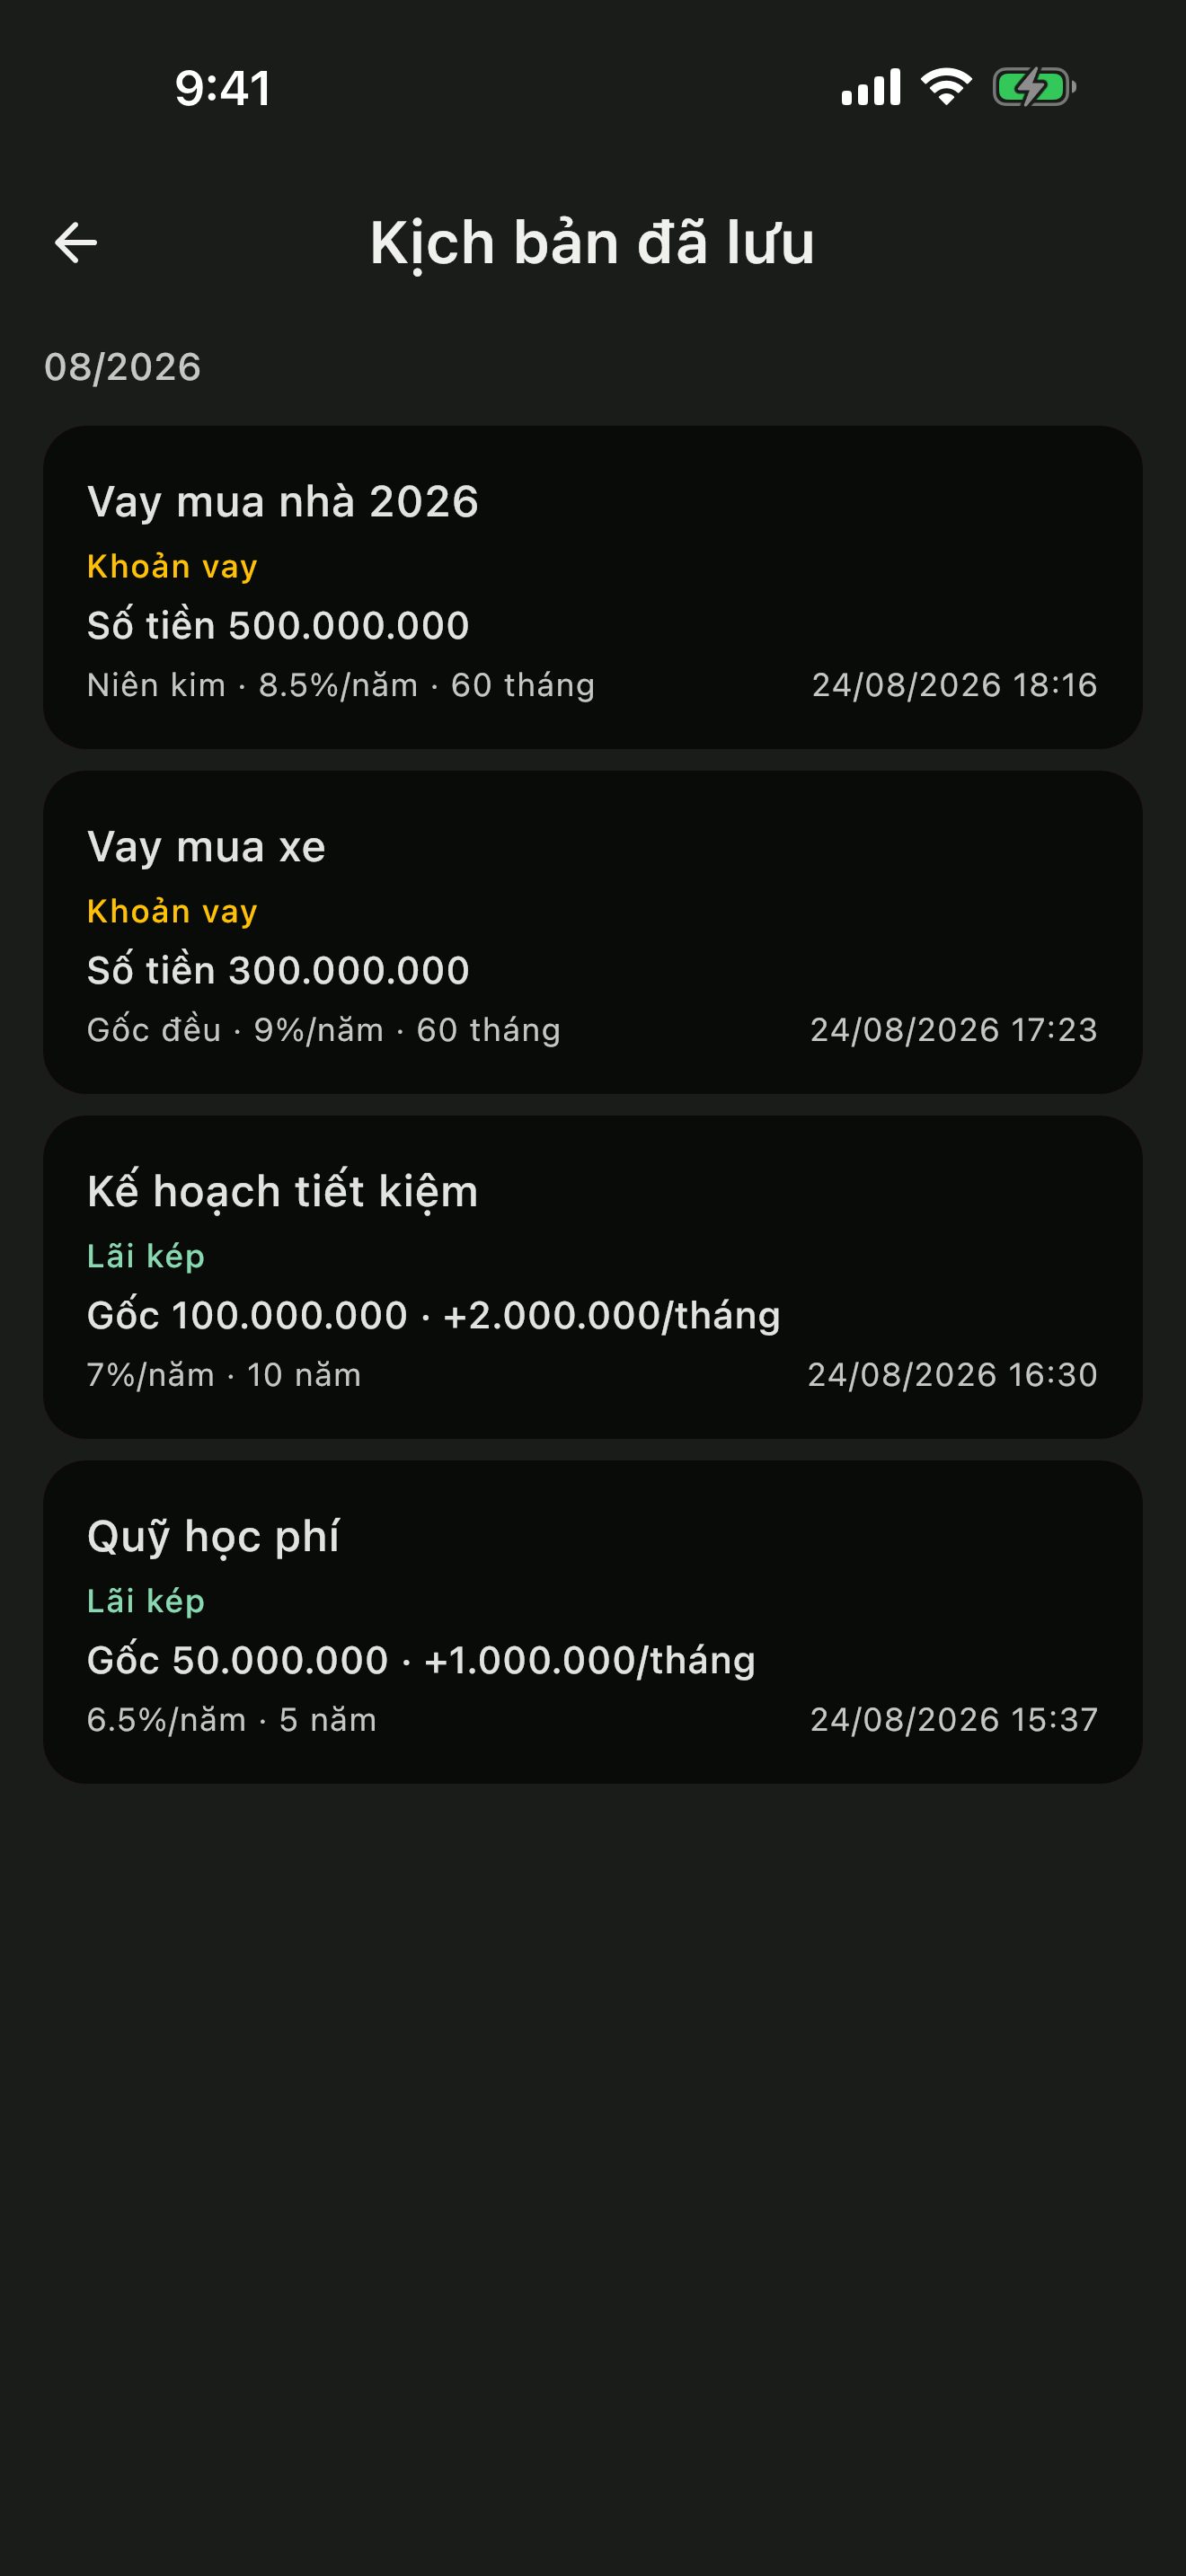 9:41
Kịch bản đã lưu
08/2026
Vay mua nhà 2026
Khoản vay
Số tiền 500.000.000
Niên kim · 8.5%/năm · 60 tháng 24/08/2026 18:16
Vay mua xe
Khoản vay
Số tiền 300.000.000
Gốc đều · 9%/năm · 60 tháng 24/08/2026 17:23
Kế hoạch tiết kiệm
Lãi kép
Gốc 100.000.000 · +2.000.000/tháng
7%/năm · 10 năm 24/08/2026 16:30
Quỹ học phí
Lãi kép
Gốc 50.000.000 · +1.000.000/tháng
6.5%/năm · 5 năm 24/08/2026 15:37